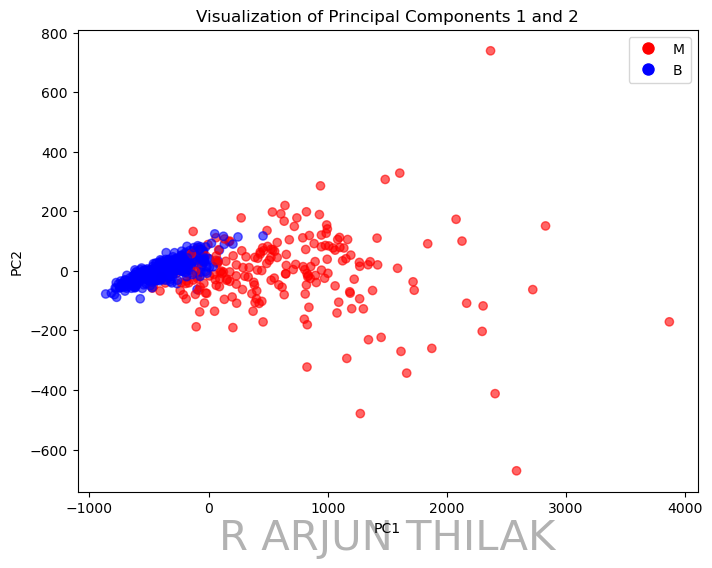 Visualization of Principal Components 1 and 2
M
B
800
600
400
200
0
−200
−400
−600
PC2
−1000
0
1000
2000
3000
4000
PC1
R ARJUN THILAK